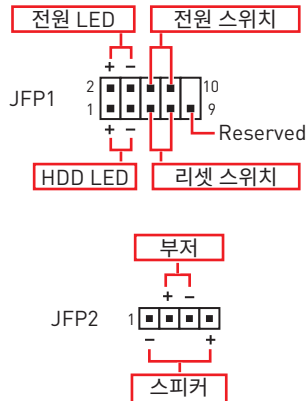 전원 LED 전원 스위치
+ − 
2 10
JFP1
1 9
+ −
Reserved
HDD LED 리셋 스위치
부저
+ −
JFP2 1
− +
스피커